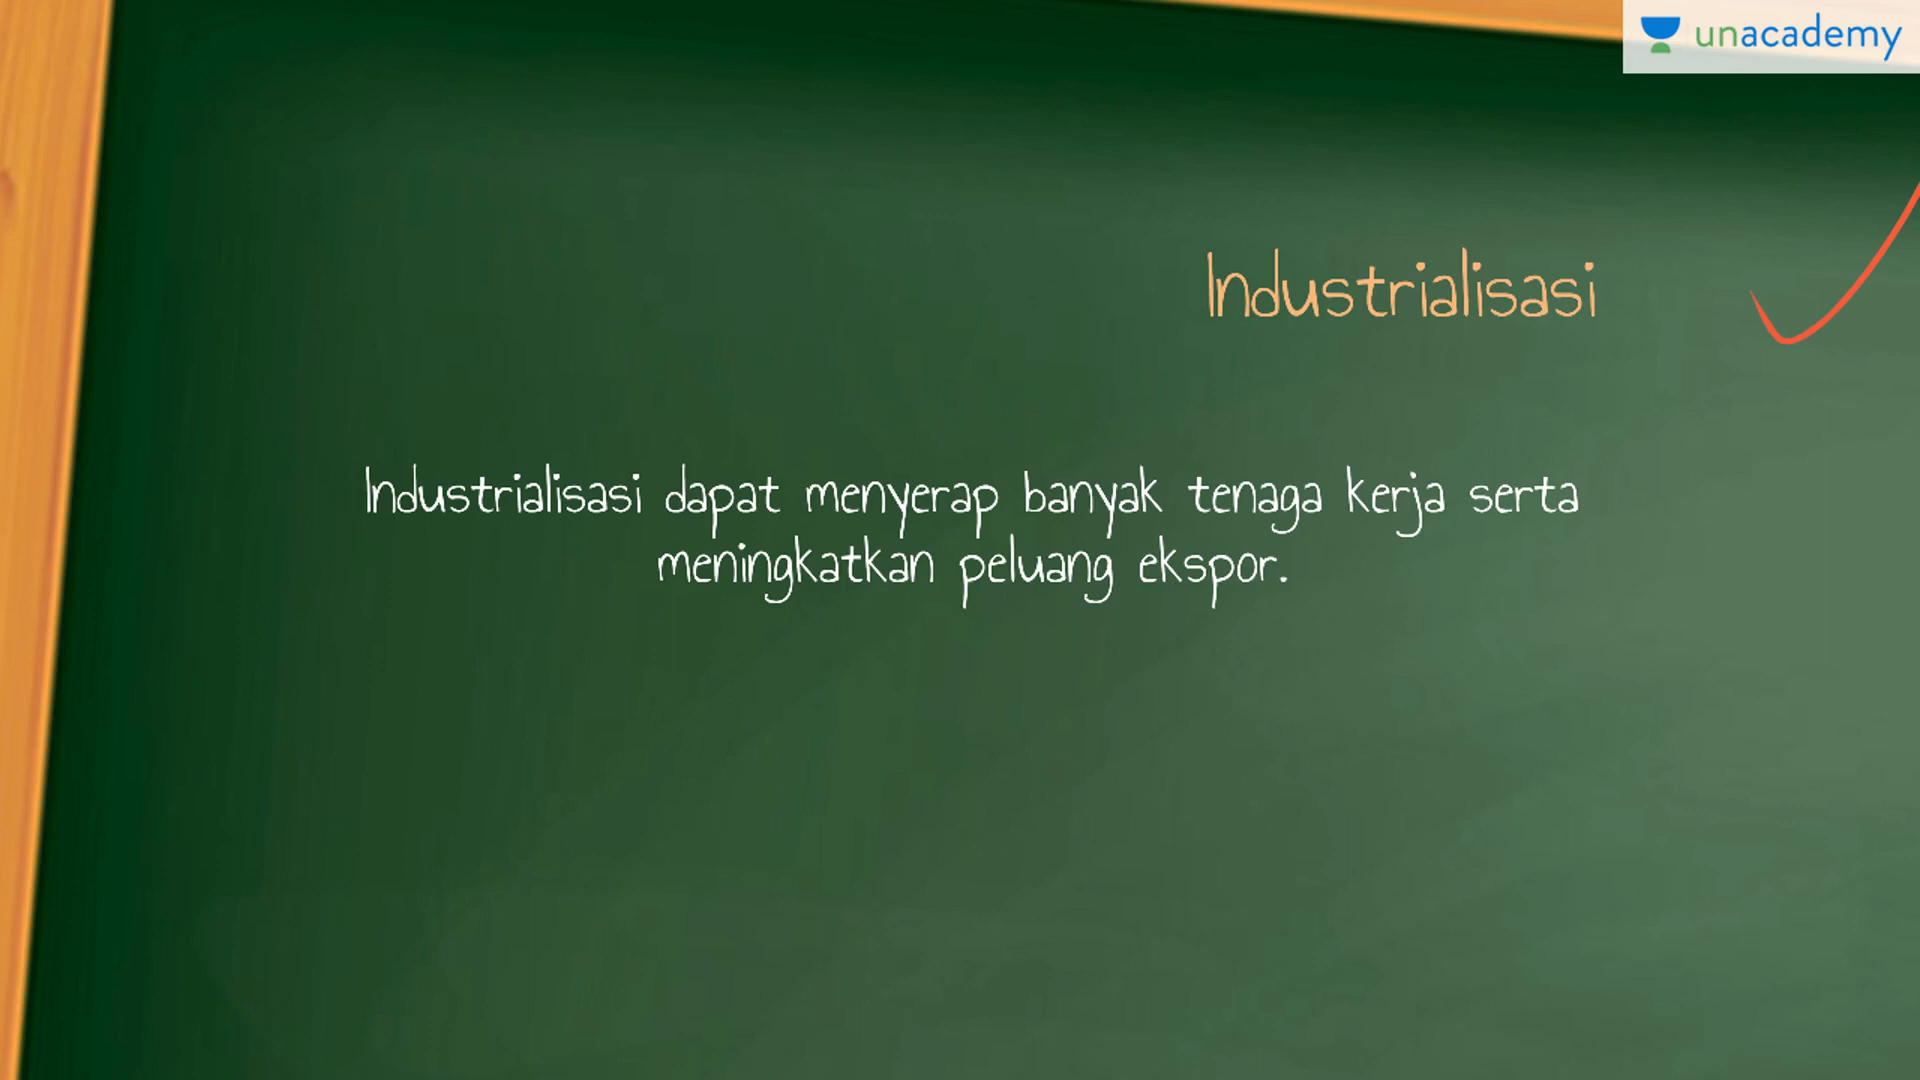 unacademy
Industrialisasi
Industrialisasi dapat menyerap banyak tenaga kerja serta
meningkatkan peluang ekspor.